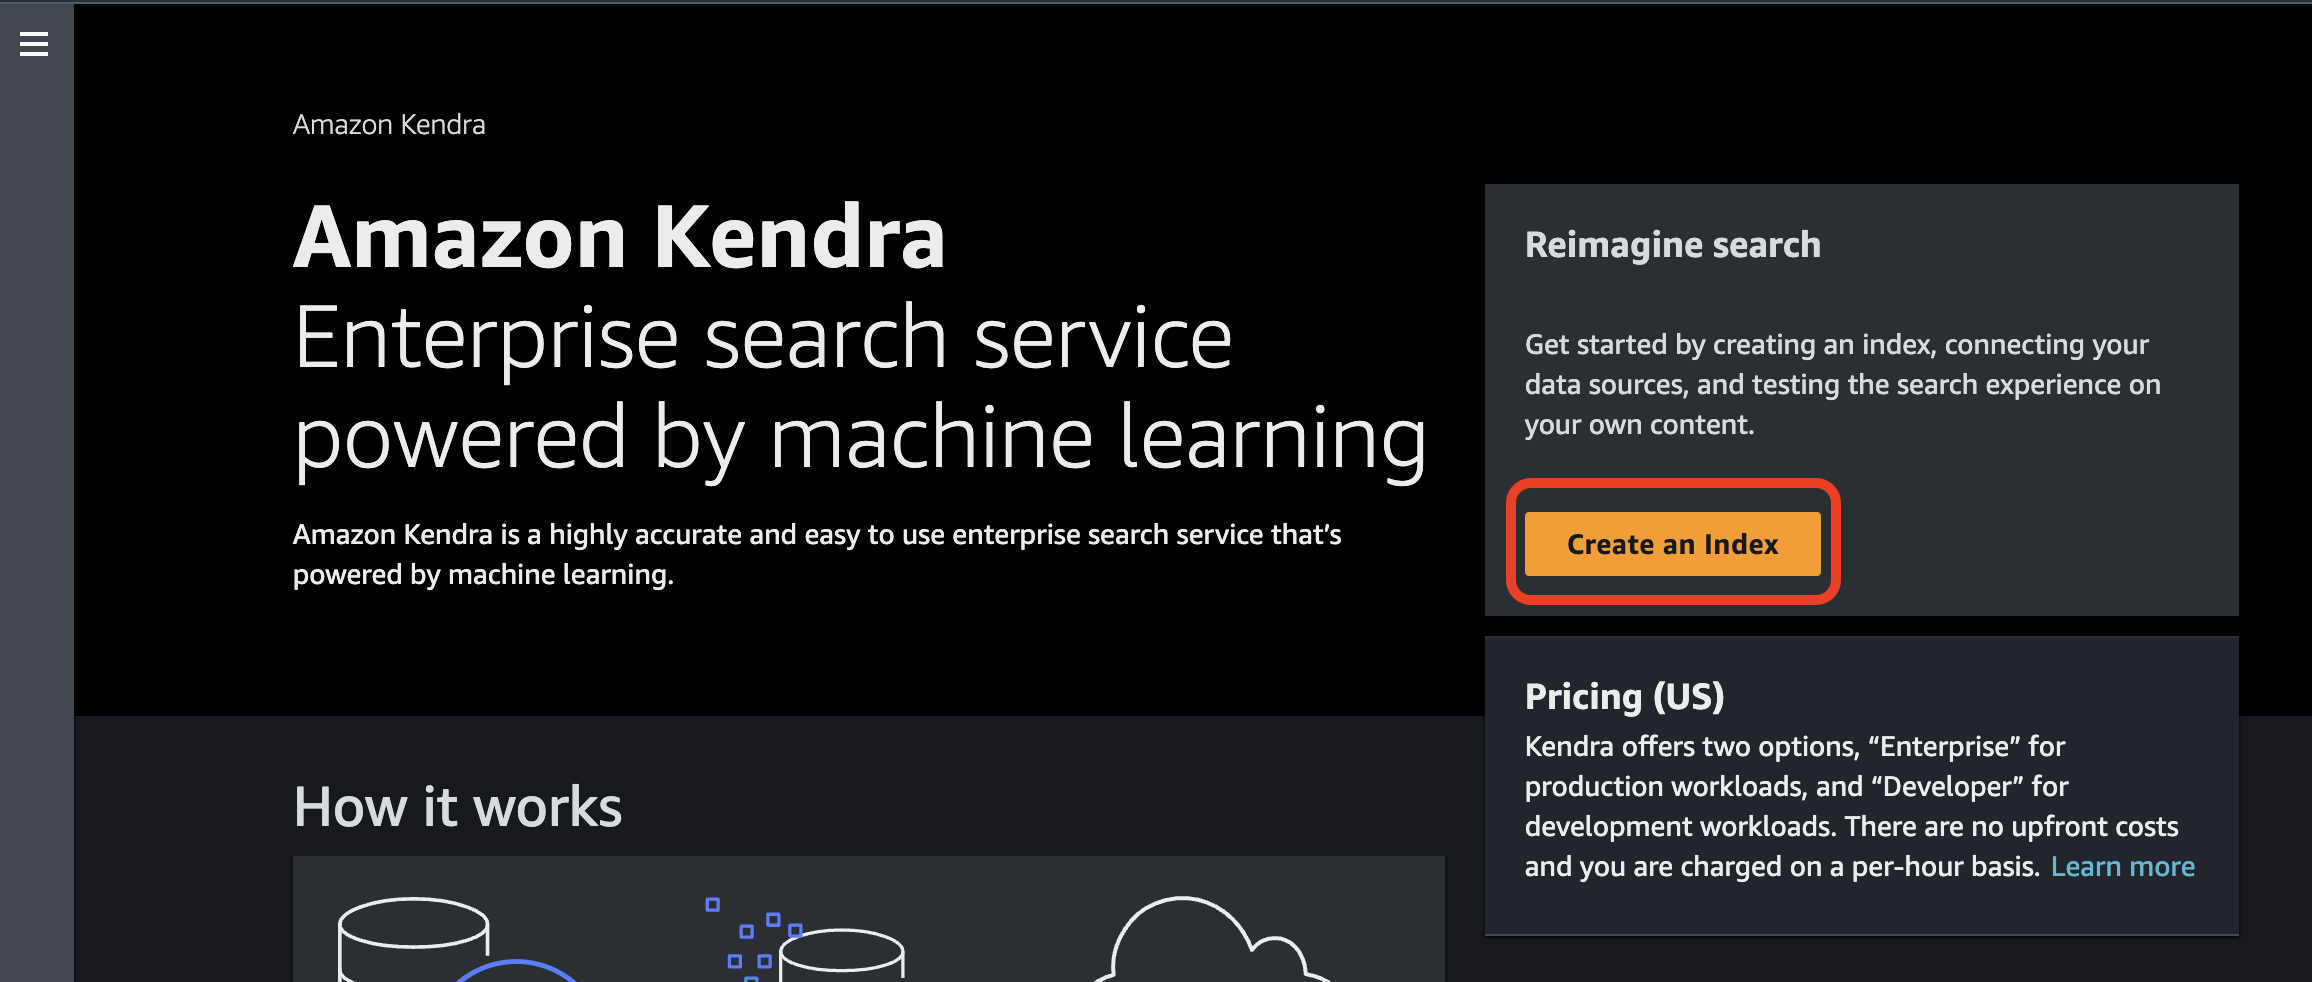 Amazon Kendra
Amazon Kendra
Enterprise search service
powered by machine learning
Amazon Kendra is a highly accurate and easy to use enterprise search service that’s
powered by machine learning.
Reimagine search
Get started by creating an index, connecting your
data sources, and testing the search experience on
your own content.
Create an Index
Pricing (US)
Kendra offers two options, “Enterprise” for
production workloads, and “Developer” for
development workloads. There are no upfront costs
and you are charged on a per-hour basis. Learn more
How it works